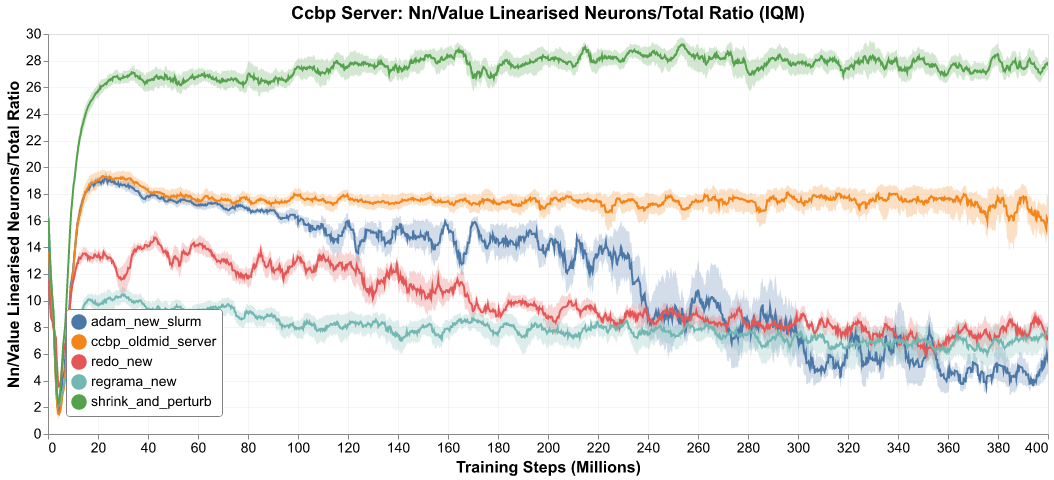 Ccbp Server: Nn/Value Linearised Neurons/Total Ratio (IQM)
Nn/Value Linearised Neurons/Total Ratio
30
28
26
24
22
20
18
16
14
12
10
8
6
4
2
0
adam_new_slurm
ccbp_oldmid_server
redo_new
regrama_new
shrink_and_perturb
0 20 40 60 80 100 120 140 160 180 200 220 240 260 280 300 320 340 360 380 400
Training Steps (Millions)